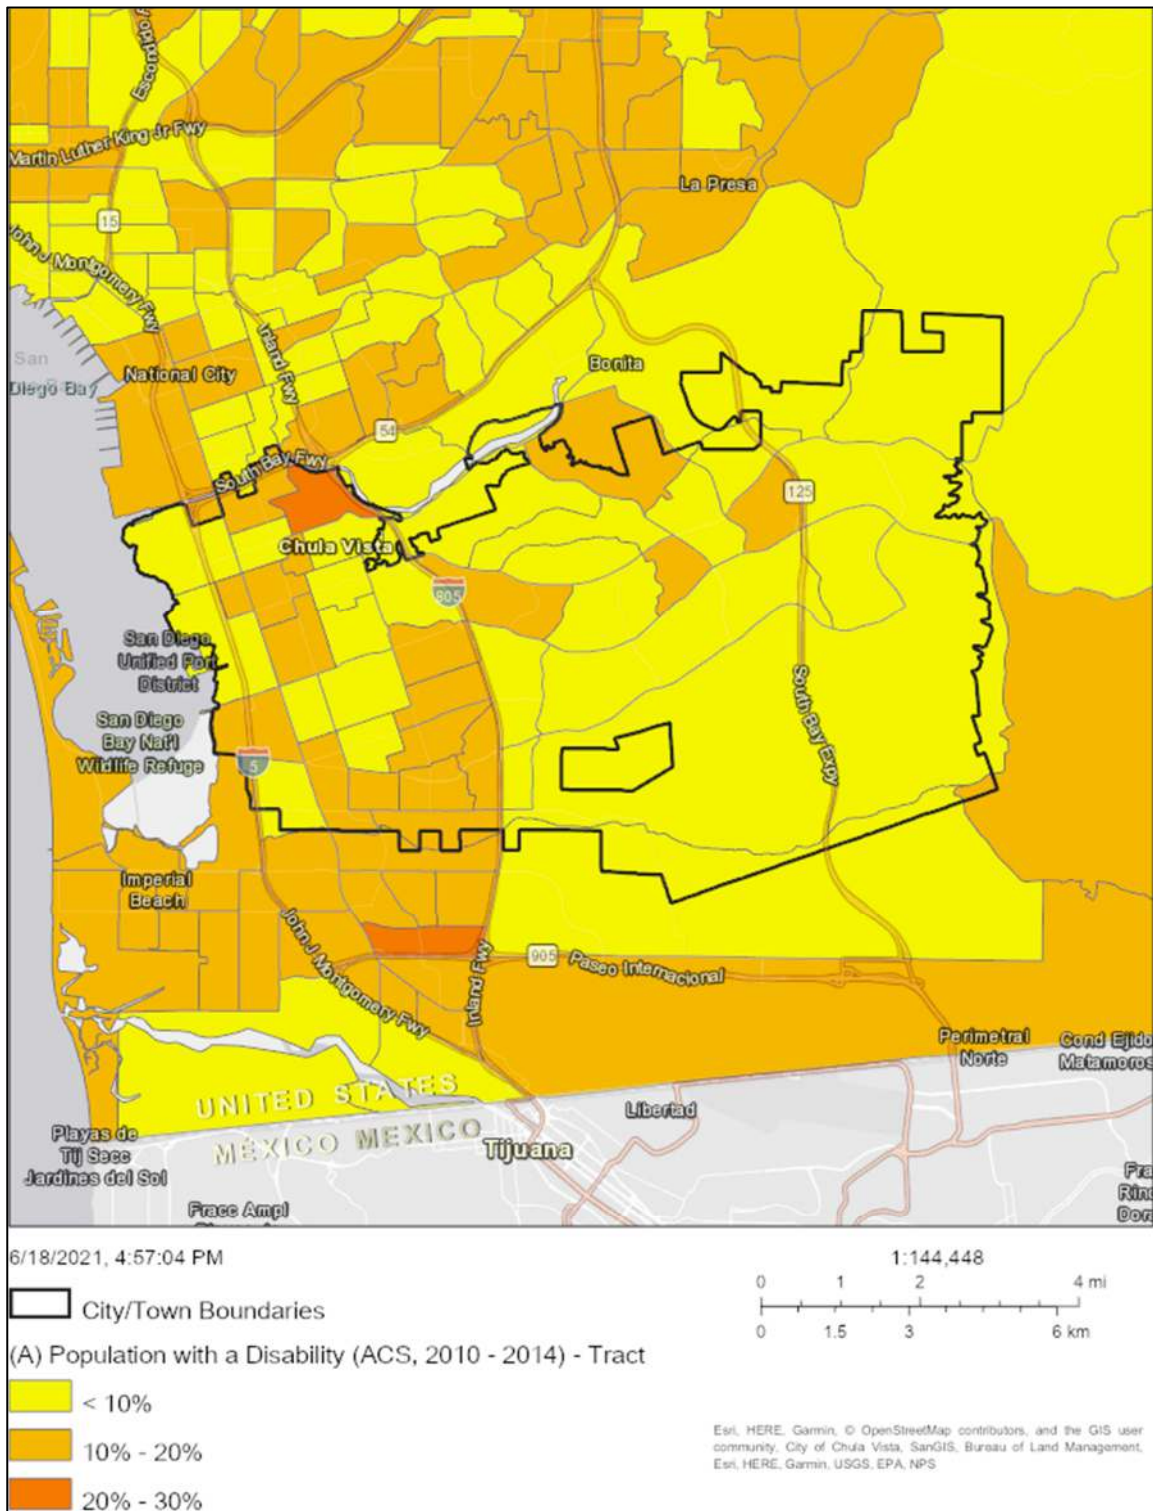 Escondido
Martin Luther King Jr Fwy
La Presa
15
John J Montgomery Fwy
San
Diego Bay
National City
Inland Fwy
Bonita
54
South Bay Fwy
125
Chula Vista
805
San Diego
Unified Port
District
San Diego
Bay Nat'l
Wildlife Refuge
5
South Bay Expy
Imperial
Beach
John J Montgomery Fwy
Inland Fwy
905
Paseo Internacional
Perimetral
Norte
Cond Ejido
Matamoros
UNITED STATES
MÉXICO MEXICO
Libertad
Tijuana
Playas de
Tij Secc
Jardines del Sol
Fracc Ampl
Fra
Rinc
Dora
6/18/2021, 4:57:04 PM
1:144,448
0 1 2 4 mi
0 1.5 3 6 km
City/Town Boundaries
(A) Population with a Disability (ACS, 2010 - 2014) - Tract
< 10%
10% - 20%
20% - 30%
Esri, HERE, Garmin, © OpenStreetMap contributors, and the GIS user
community, City of Chula Vista, SanGIS, Bureau of Land Management,
Esri, HERE, Garmin, USGS, EPA, NPS